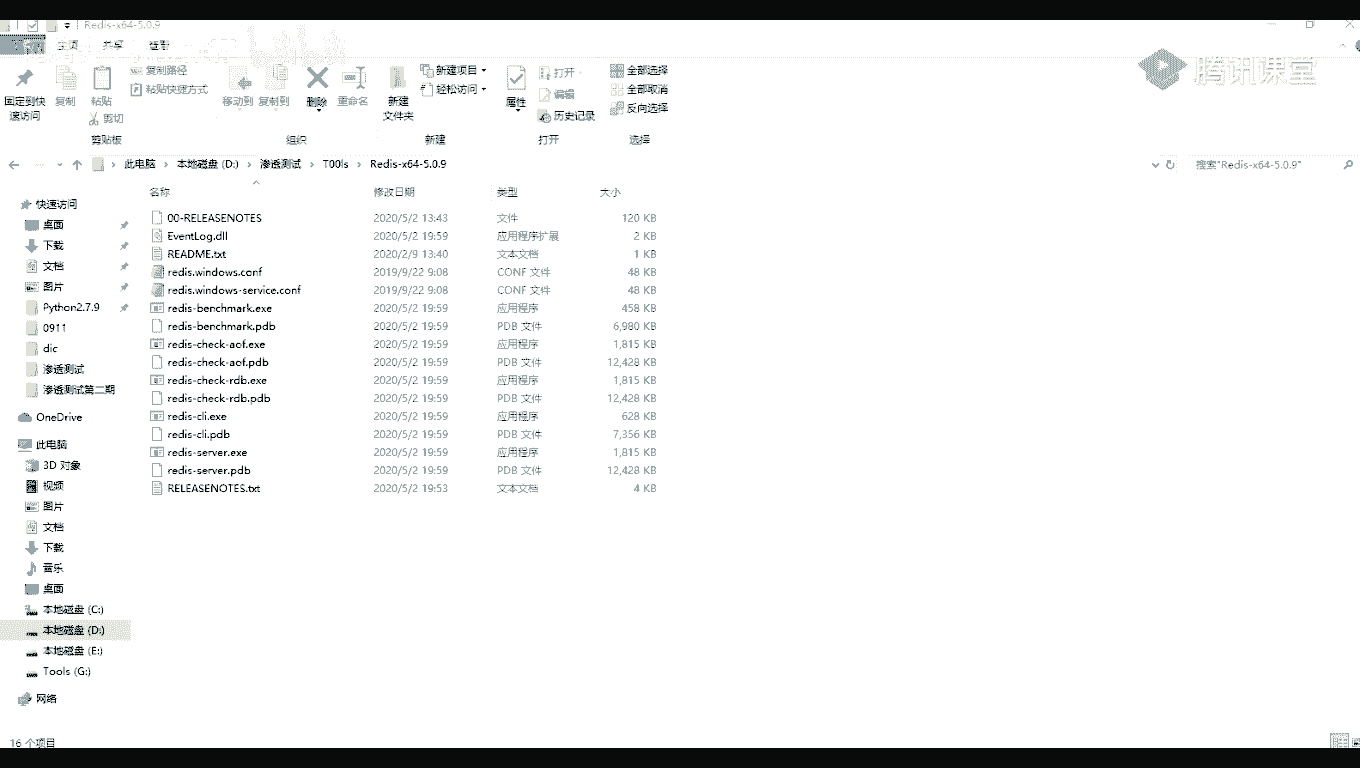 Redis-x64-5.0.9
主页 共享 查看
固定到快速访问
复制
粘贴
复制路径
粘贴快捷方式
剪切
剪贴板
移动到
复制到
删除
重命名
组织
新建文件夹
新建项目
轻松访问
新建
属性
打开
编辑
历史记录
打开
全部选择
全部取消
反向选择
选择
腾讯课堂
此电脑 > 本地磁盘 (D:) > 渗透测试 > T00ls > Redis-x64-5.0.9
搜索"Redis-x64-5.0.9"
名称 修改日期 类型 大小
00-RELEASENOTES 2020/5/2 13:43 文件 120 KB
EventLog.dll 2020/5/2 19:59 应用程序扩展 2 KB
README.txt 2020/2/9 13:40 文本文档 1 KB
redis.windows.conf 2019/9/22 9:08 CONF 文件 48 KB
redis.windows-service.conf 2019/9/22 9:08 CONF 文件 48 KB
redis-benchmark.exe 2020/5/2 19:59 应用程序 458 KB
redis-benchmark.pdb 2020/5/2 19:59 PDB 文件 6,980 KB
redis-check-aof.exe 2020/5/2 19:59 应用程序 1,815 KB
redis-check-aof.pdb 2020/5/2 19:59 PDB 文件 12,428 KB
redis-check-rdb.exe 2020/5/2 19:59 应用程序 1,815 KB
redis-check-rdb.pdb 2020/5/2 19:59 PDB 文件 12,428 KB
redis-cli.exe 2020/5/2 19:59 应用程序 628 KB
redis-cli.pdb 2020/5/2 19:59 PDB 文件 7,356 KB
redis-server.exe 2020/5/2 19:59 应用程序 1,815 KB
redis-server.pdb 2020/5/2 19:59 PDB 文件 12,428 KB
RELEASENOTES.txt 2020/5/2 19:53 文本文档 4 KB
快速访问
桌面
下载
文档
图片
Python2.7.9
0911
dic
渗透测试
渗透测试第二期
OneDrive
此电脑
3D 对象
视频
图片
文档
下载
音乐
桌面
本地磁盘 (C:)
本地磁盘 (D:)
本地磁盘 (E:)
Tools (G:)
网络
16 个项目